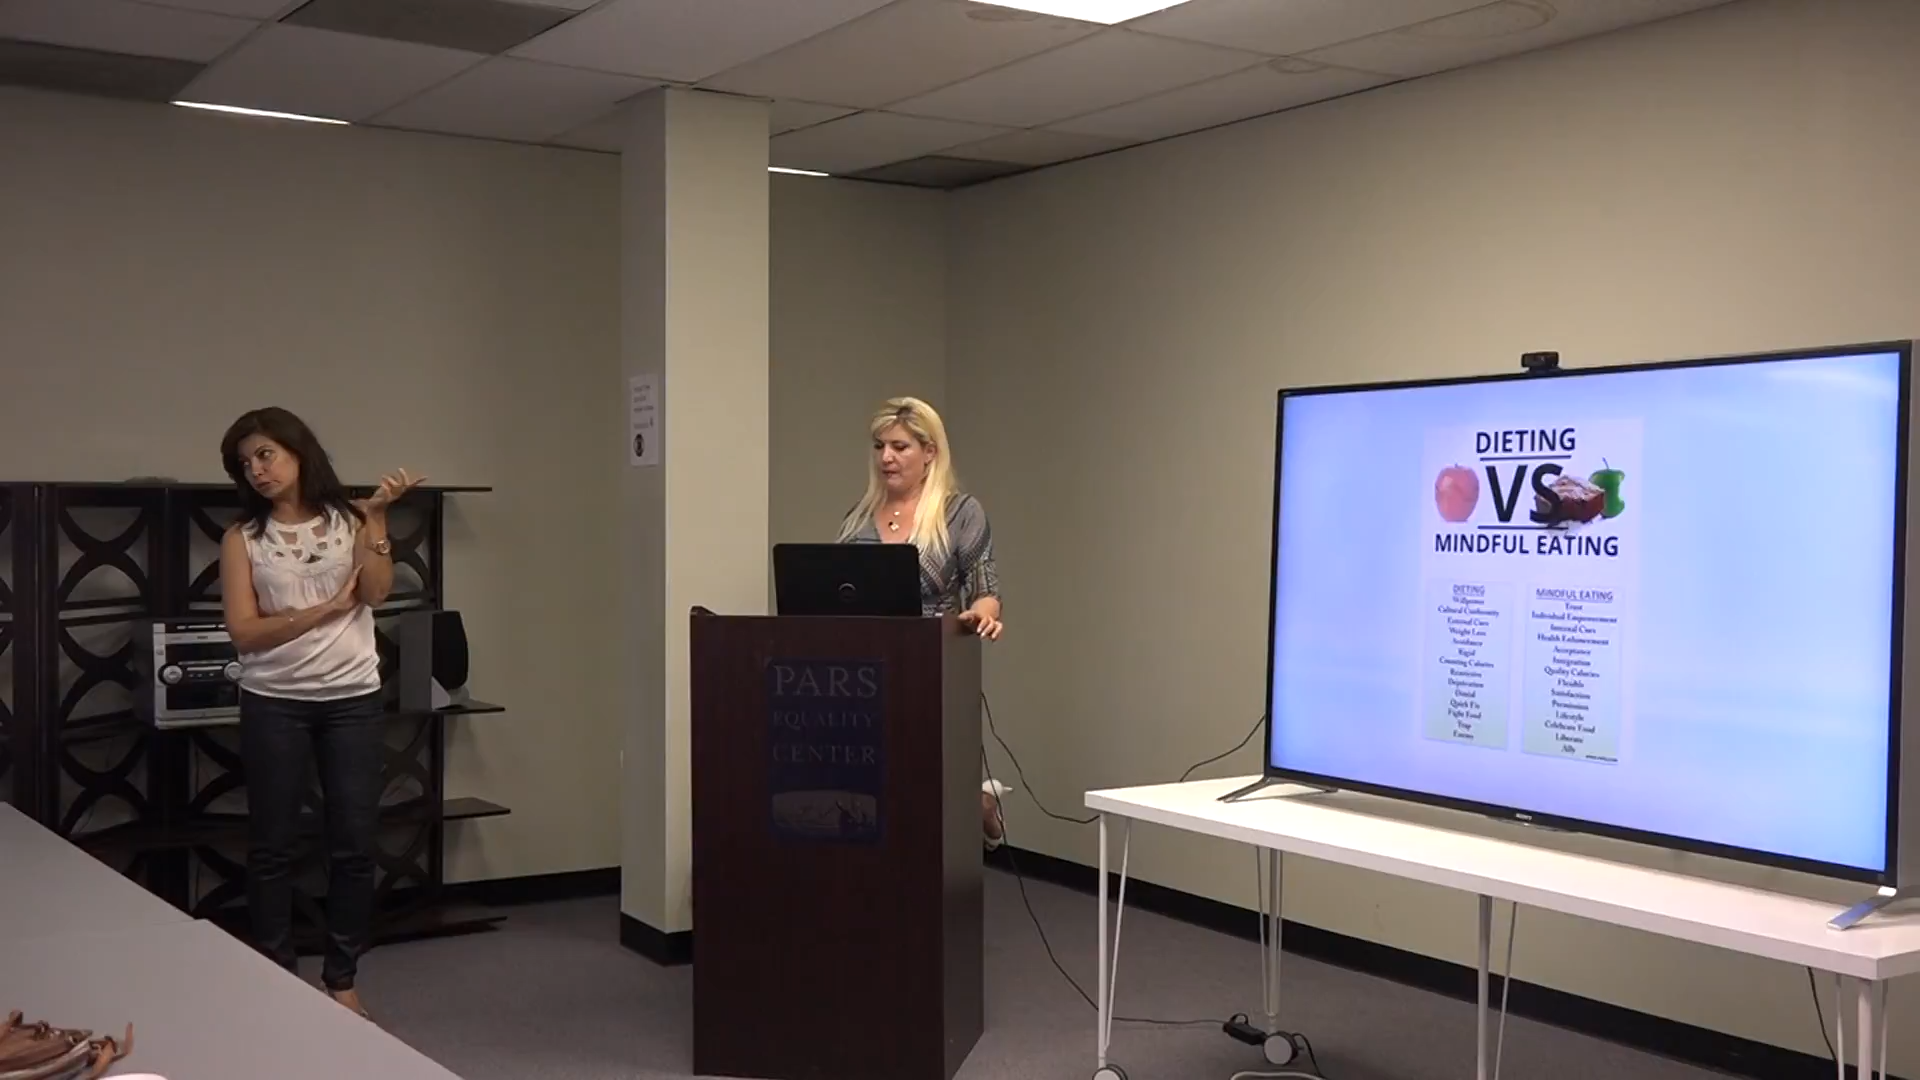 PARS
EQUALITY
CENTER
DIETING
VS
MINDFUL EATING
DIETING
Willpower
Cultural Conformity
External Cues
Weight Loss
Avoidance
Rigid
Counting Calories
Restrictive
Deprivation
Denial
Quick Fix
Fight Food
Trap
Enemy
MINDFUL EATING
Trust
Individual Empowerment
Internal Cues
Health Enhancement
Acceptance
Integration
Quality Calories
Flexible
Satisfaction
Permission
Lifestyle
Celebrate Food
Liberate
Ally
SONY